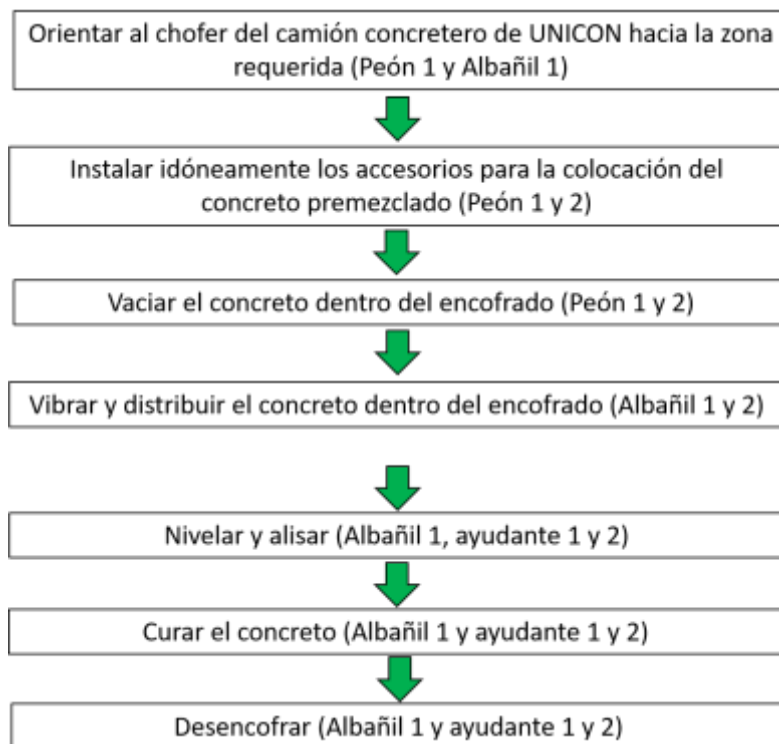 Orientar al chofer del camión concretero de UNICON hacia la zona
requerida (Peón 1 y Albañil 1)
Instalar idóneamente los accesorios para la colocación del
concreto premezclado (Peón 1 y 2)
Vaciar el concreto dentro del encofrado (Peón 1 y 2)
Vibrar y distribuir el concreto dentro del encofrado (Albañil 1 y 2)
Nivelar y alisar (Albañil 1, ayudante 1 y 2)
Curar el concreto (Albañil 1 y ayudante 1 y 2)
Desencofrar (Albañil 1 y ayudante 1 y 2)